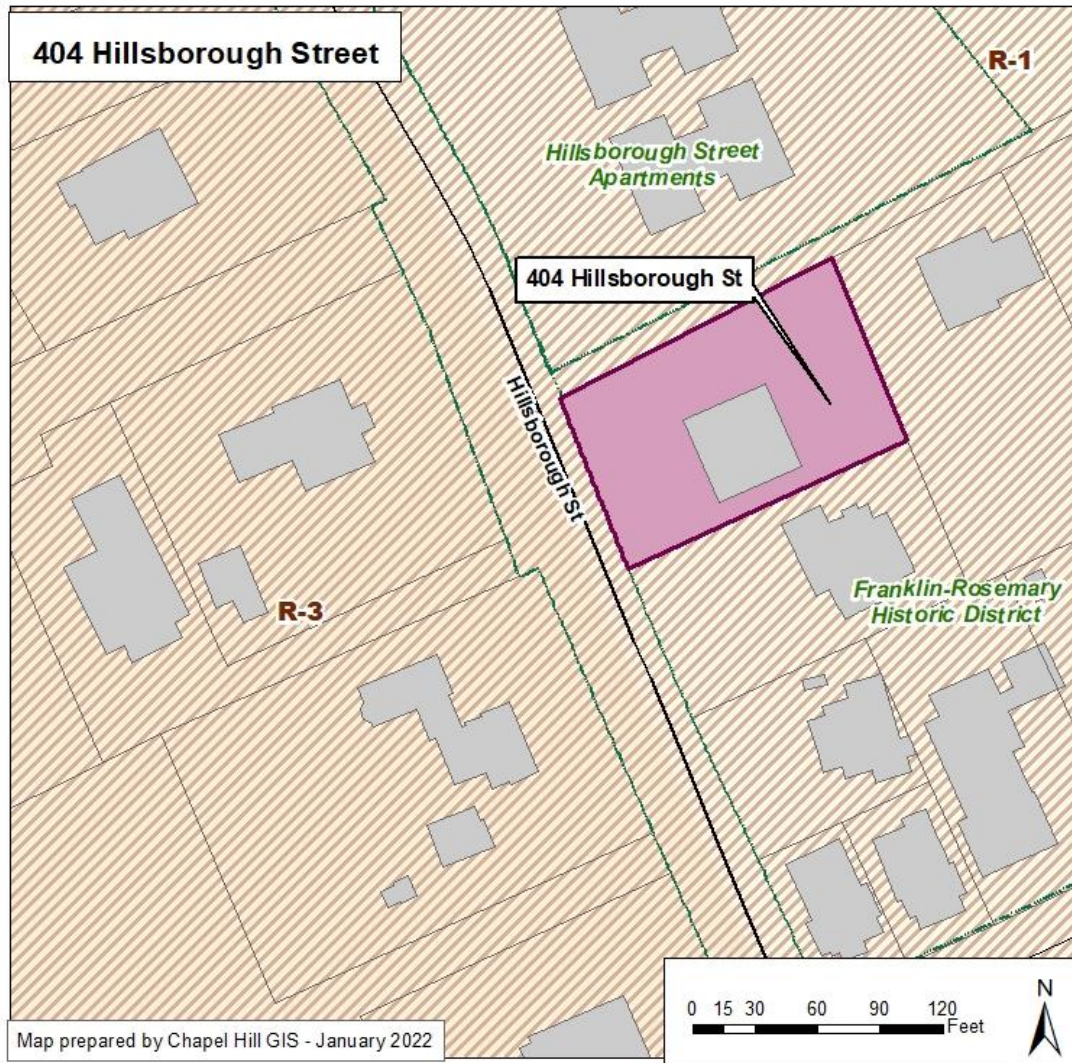 404 Hillsborough Street
R-1
Hillsborough Street
Apartments
404 Hillsborough St
Hillsborough St
R-3
Franklin-Rosemary
Historic District
0 15 30 60 90 120
Feet
N
Map prepared by Chapel Hill GIS - January 2022